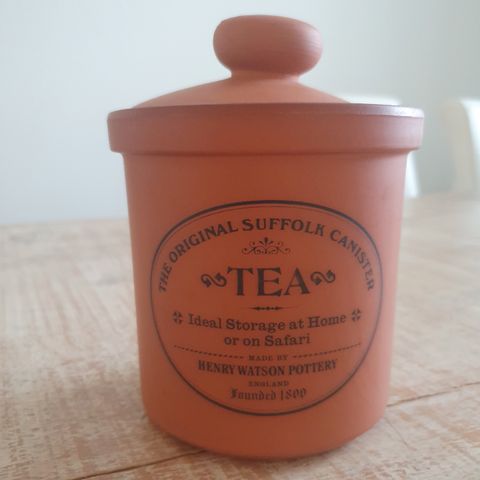 THE ORIGINAL SUFFOLK CANISTER
TEA
Ideal Storage at Home
or on Safari
MADE BY
HENRY WATSON POTTERY
ENGLAND
Founded 1800